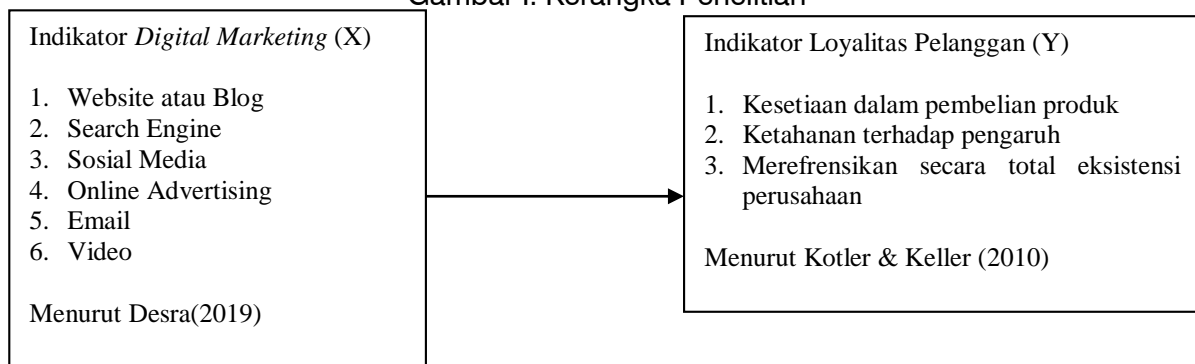 Gambar I. Kerangka Penelitian
Indikator Digital Marketing (X)
1. Website atau Blog
2. Search Engine
3. Sosial Media
4. Online Advertising
5. Email
6. Video
Menurut Desra(2019)
Indikator Loyalitas Pelanggan (Y)
1. Kesetiaan dalam pembelian produk
2. Ketahanan terhadap pengaruh
3. Merefrensikan secara total eksistensi
perusahaan
Menurut Kotler & Keller (2010)